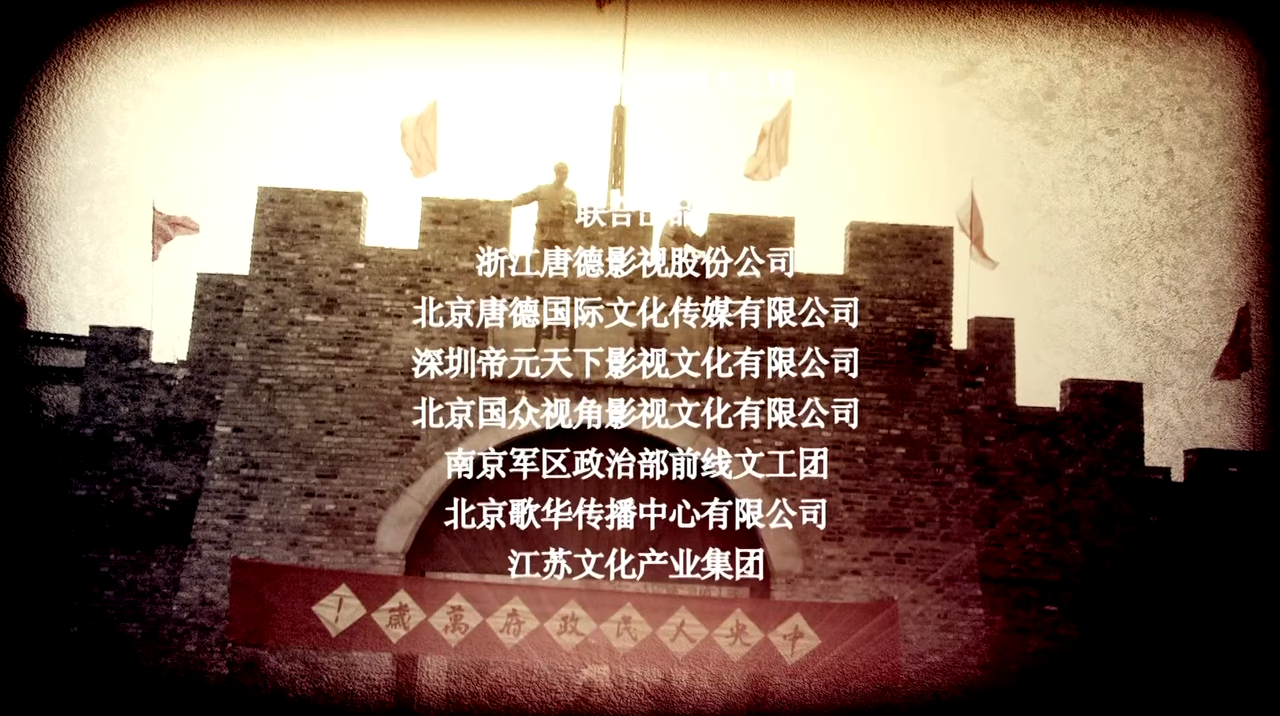 联合出品
浙江唐德影视股份公司
北京唐德国际文化传媒有限公司
深圳帝元天下影视文化有限公司
北京国众视角影视文化有限公司
南京军区政治部前线文工团
北京歌华传播中心有限公司
江苏文化产业集团
中央人民政府萬歲！